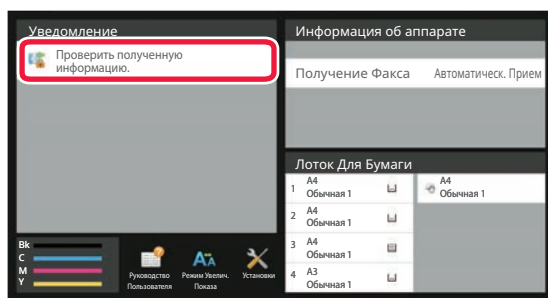 Уведомление
Проверить полученную
информацию.
Информация об аппарате
Получение Факса Автоматическ. Прием
Лоток Для Бумаги
1 A4
Обычная 1
2 A4
Обычная 1
3 A4
Обычная 1
4 A3
Обычная 1
A4
Обычная 1
Bk
C
M
Y
Руководство
Пользователя
Режим Увелич.
Показа
Установки